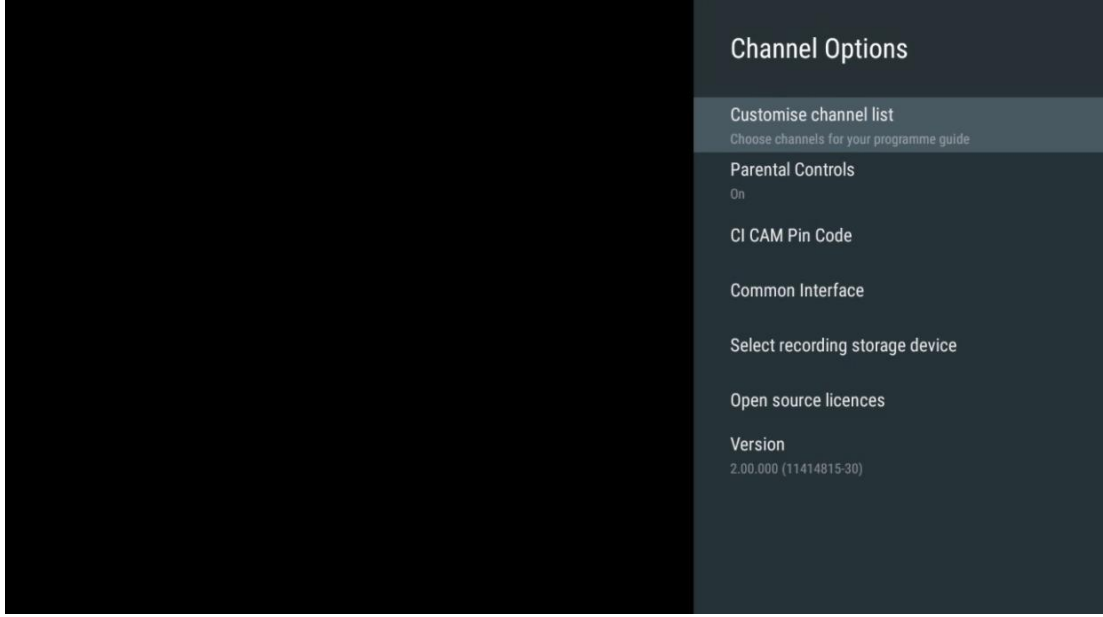 Channel Options
Customise channel list
Choose channels for your programme guide
Parental Controls
On
CI CAM Pin Code
Common Interface
Select recording storage device
Open source licences
Version
2.00.000 (11414815-30)